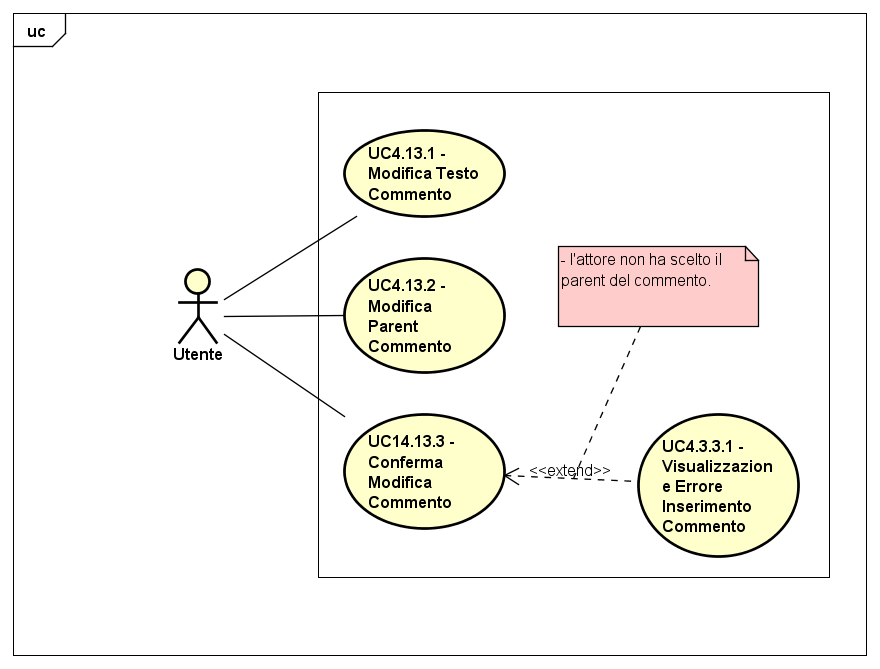 uc
UC4.13.1 -
Modifica Testo
Commento
- l'attore non ha scelto il
parent del commento.
UC4.13.2 -
Modifica
Parent
Commento
Utente
UC14.13.3 -
Conferma
Modifica
Commento
<<extend>>
UC4.3.3.1 -
Visualizzazion
e Errore
Inserimento
Commento